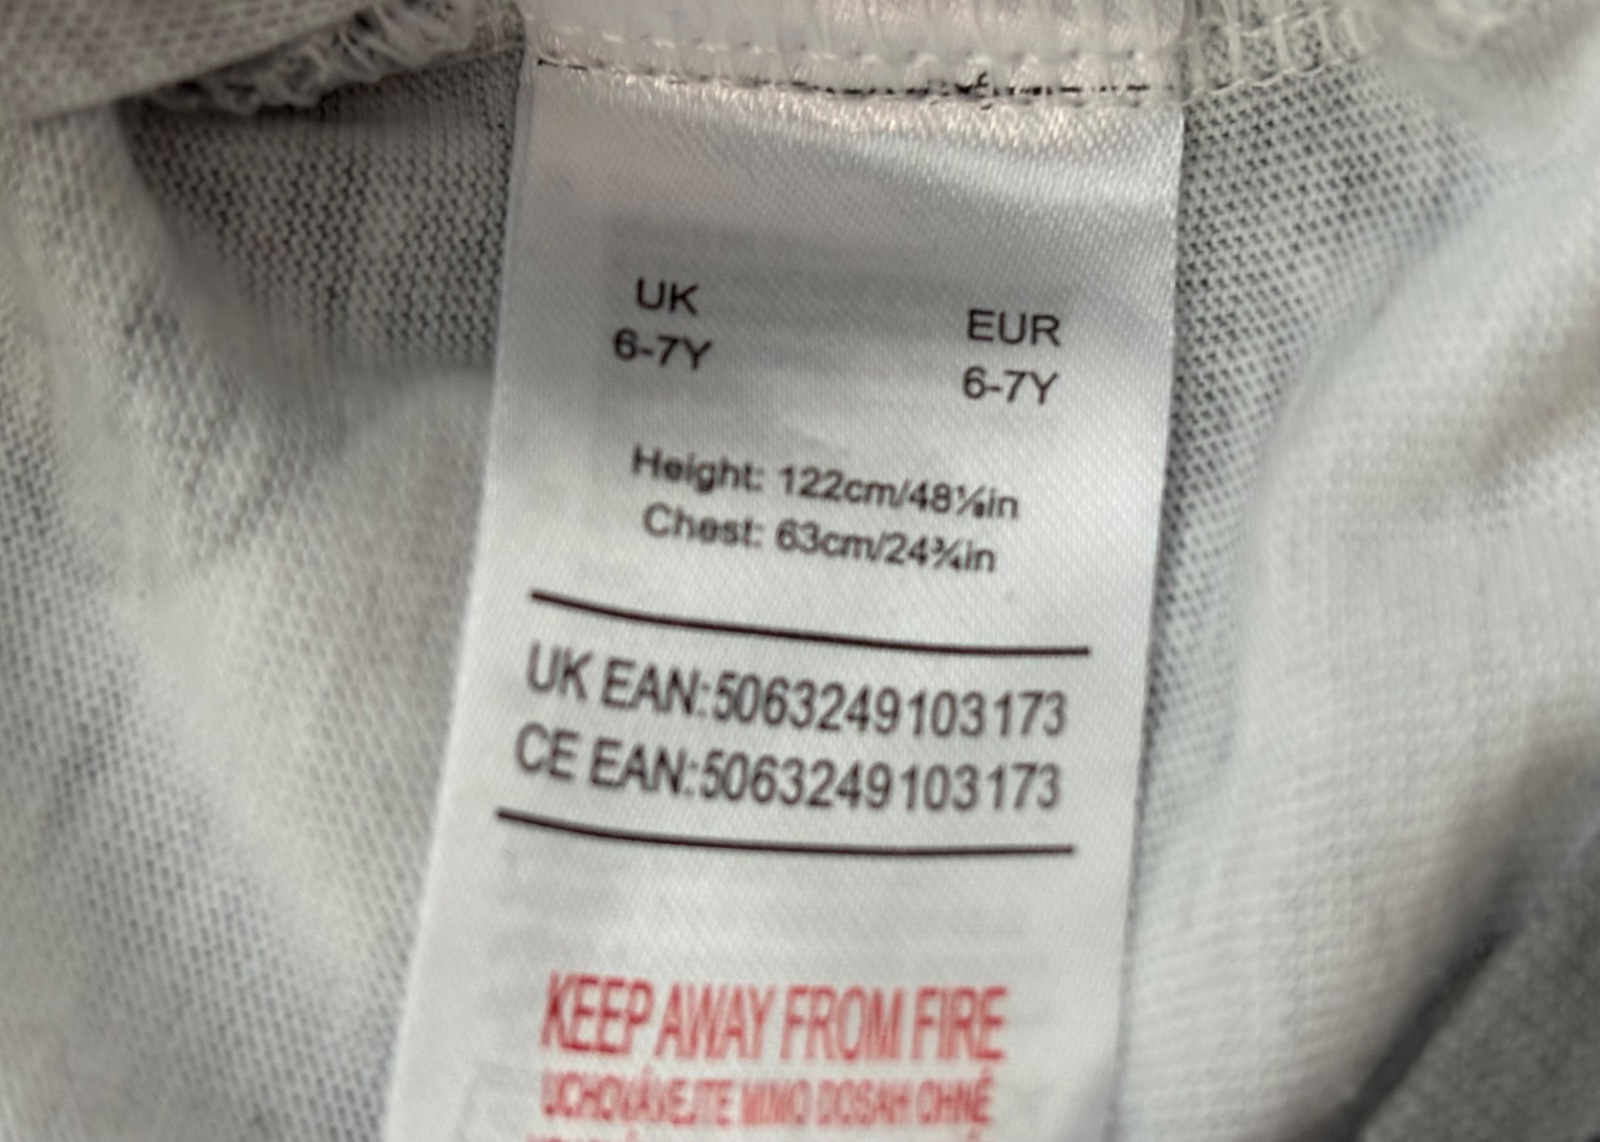 UK EUR
6-7Y 6-7Y
Height: 122cm/48⅛in
Chest: 63cm/24¾in
UK EAN:5063249103173
CE EAN:5063249103173
KEEP AWAY FROM FIRE
UCHOVÁVEJTE MIMO DOSAH OHNĚ